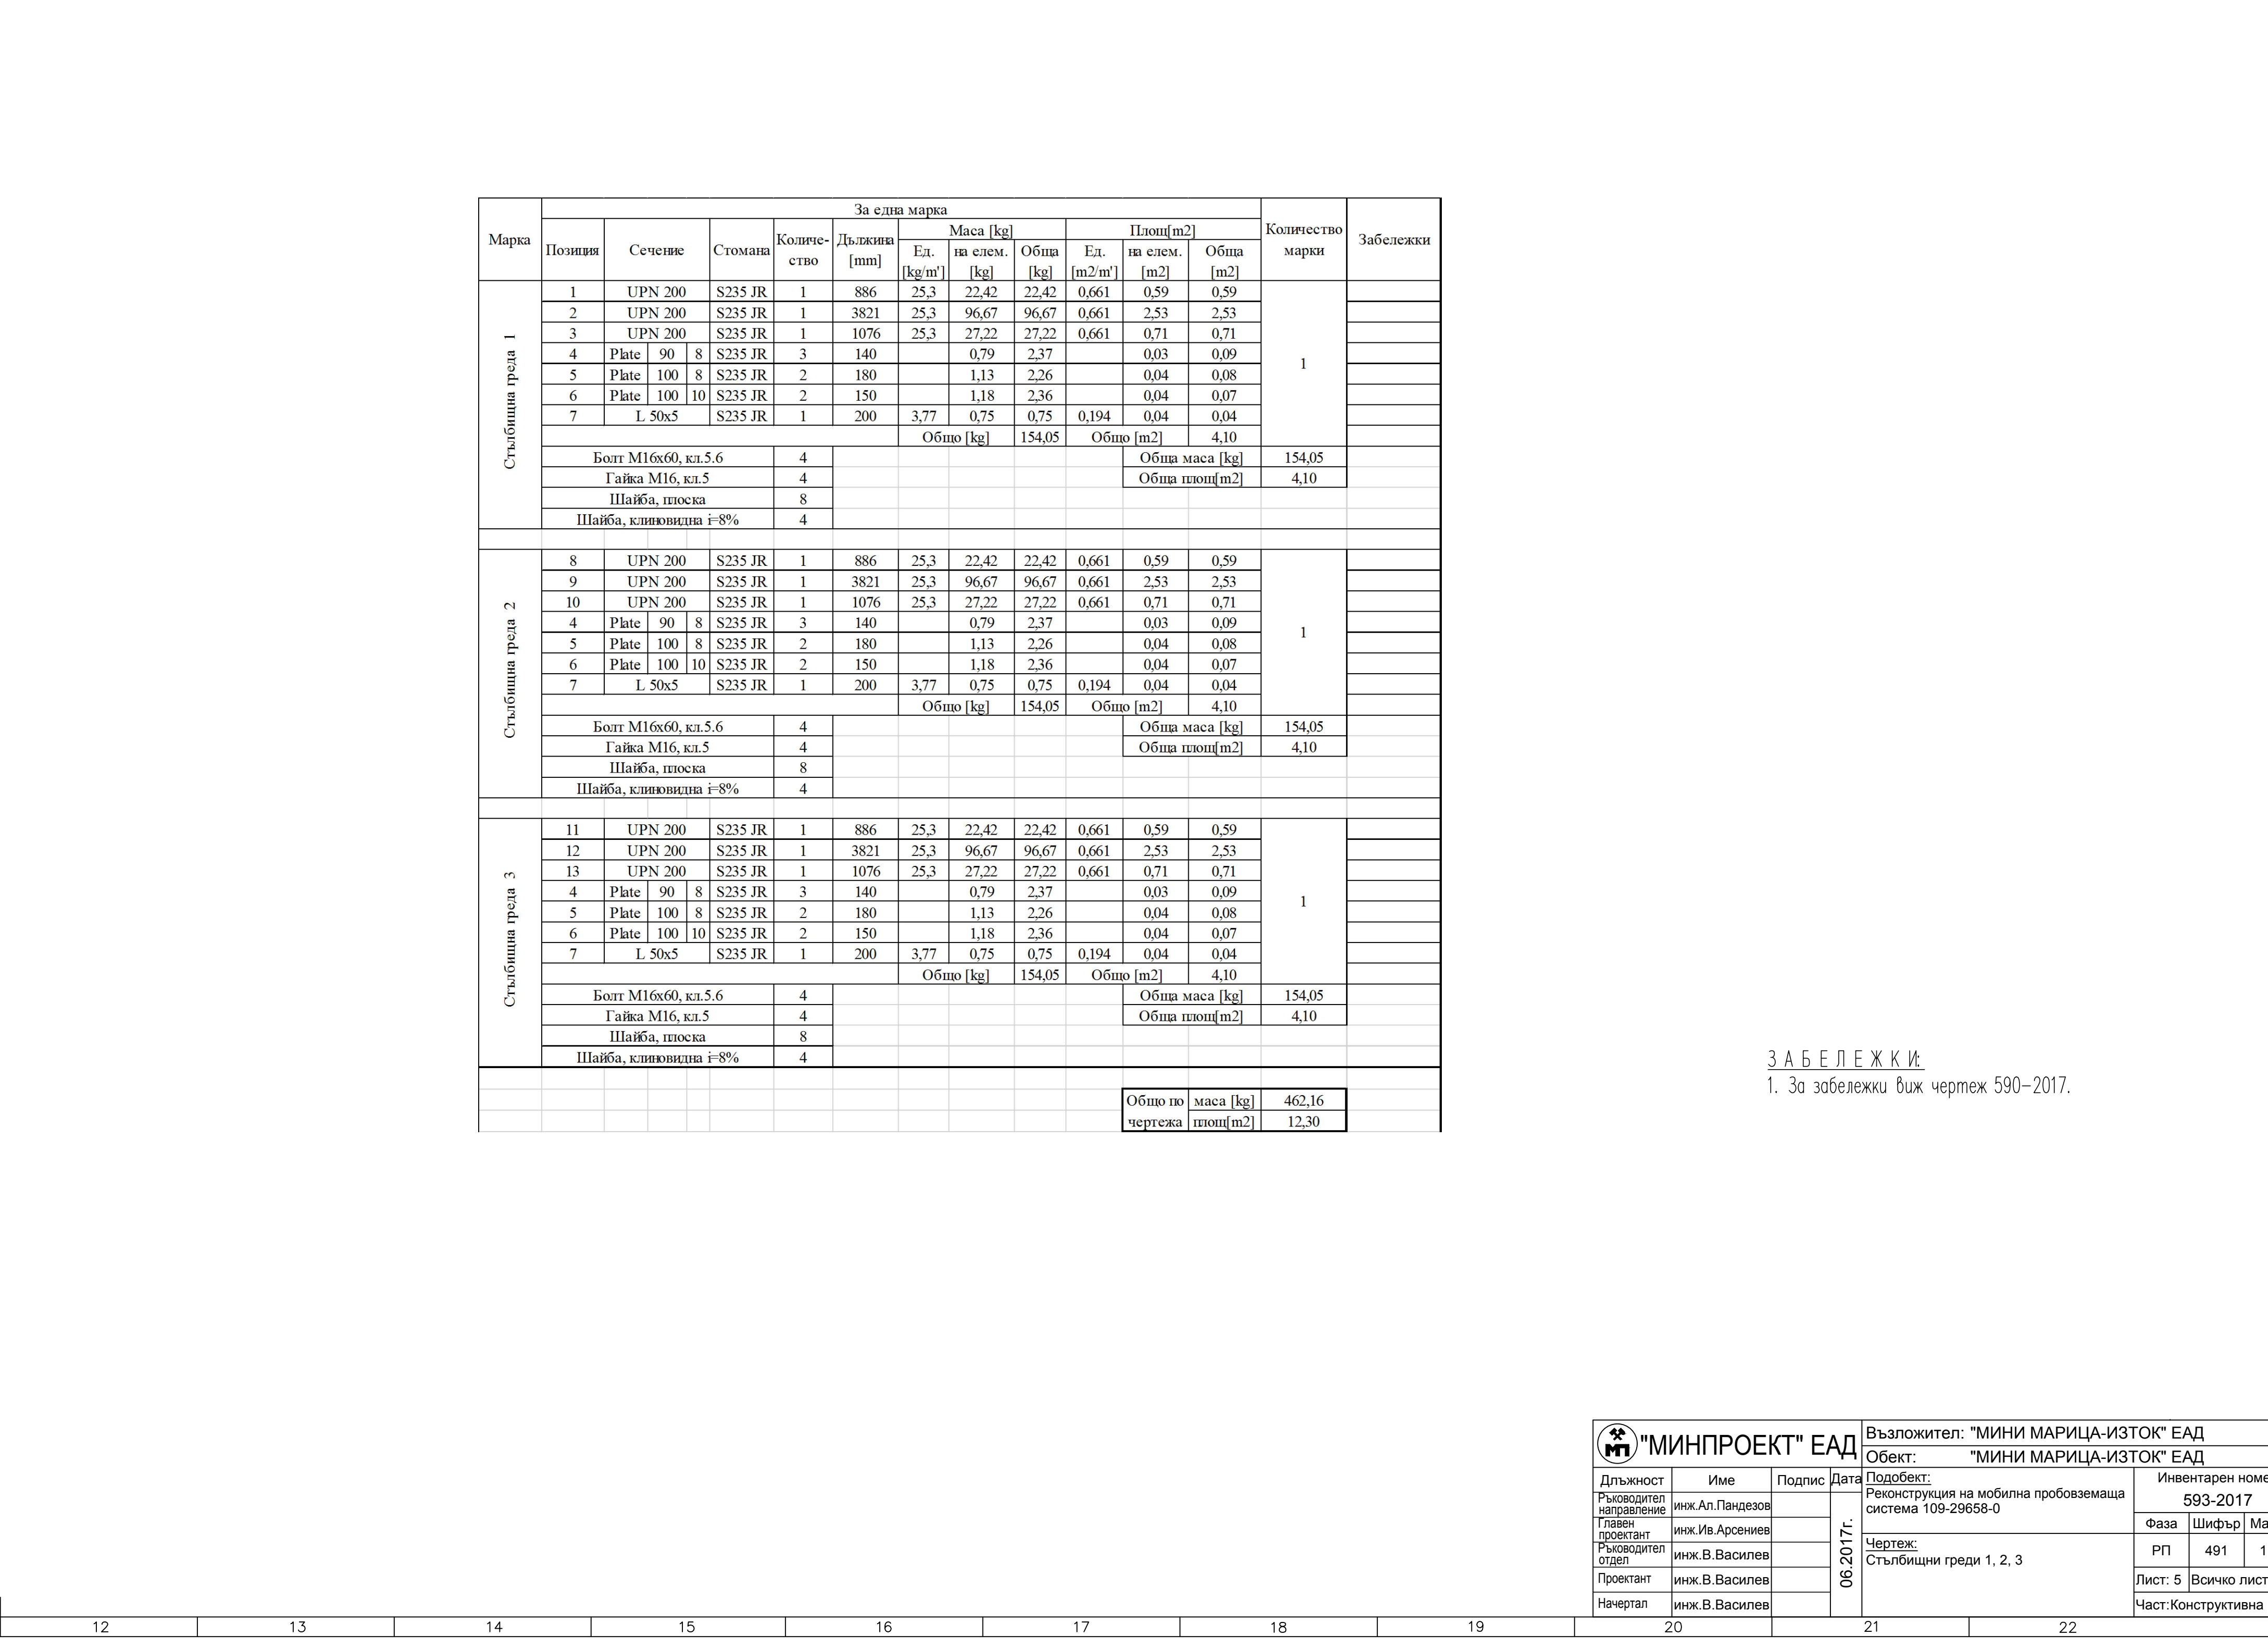 За една марка
Марка Позиция Сечение Стомана Количе-ство Дължина [mm] Маса [kg] Площ[m2] Количество марки Забележки
Ед. [kg/m'] на елем. [kg] Обща [kg] Ед. [m2/m'] на елем. [m2] Обща [m2]
Стълбищна греда 1
1 UPN 200 S235 JR 1 886 25,3 22,42 22,42 0,661 0,59 0,59
2 UPN 200 S235 JR 1 3821 25,3 96,67 96,67 0,661 2,53 2,53
3 UPN 200 S235 JR 1 1076 25,3 27,22 27,22 0,661 0,71 0,71
4 Plate 90 8 S235 JR 3 140 0,79 2,37 0,03 0,09
1
5 Plate 100 8 S235 JR 2 180 1,13 2,26 0,04 0,08
6 Plate 100 10 S235 JR 2 150 1,18 2,36 0,04 0,07
7 L 50x5 S235 JR 1 200 3,77 0,75 0,75 0,194 0,04 0,04
Общо [kg] 154,05 Общо [m2] 4,10
Болт М16х60, кл.5.6 4 Обща маса [kg] 154,05
Гайка М16, кл.5 4 Обща площ[m2] 4,10
Шайба, плоска 8
Шайба, клиновидна i=8% 4
Стълбищна греда 2
8 UPN 200 S235 JR 1 886 25,3 22,42 22,42 0,661 0,59 0,59
9 UPN 200 S235 JR 1 3821 25,3 96,67 96,67 0,661 2,53 2,53
10 UPN 200 S235 JR 1 1076 25,3 27,22 27,22 0,661 0,71 0,71
4 Plate 90 8 S235 JR 3 140 0,79 2,37 0,03 0,09
1
5 Plate 100 8 S235 JR 2 180 1,13 2,26 0,04 0,08
6 Plate 100 10 S235 JR 2 150 1,18 2,36 0,04 0,07
7 L 50x5 S235 JR 1 200 3,77 0,75 0,75 0,194 0,04 0,04
Общо [kg] 154,05 Общо [m2] 4,10
Болт М16х60, кл.5.6 4 Обща маса [kg] 154,05
Гайка М16, кл.5 4 Обща площ[m2] 4,10
Шайба, плоска 8
Шайба, клиновидна i=8% 4
Стълбищна греда 3
11 UPN 200 S235 JR 1 886 25,3 22,42 22,42 0,661 0,59 0,59
12 UPN 200 S235 JR 1 3821 25,3 96,67 96,67 0,661 2,53 2,53
13 UPN 200 S235 JR 1 1076 25,3 27,22 27,22 0,661 0,71 0,71
4 Plate 90 8 S235 JR 3 140 0,79 2,37 0,03 0,09
1
5 Plate 100 8 S235 JR 2 180 1,13 2,26 0,04 0,08
6 Plate 100 10 S235 JR 2 150 1,18 2,36 0,04 0,07
7 L 50x5 S235 JR 1 200 3,77 0,75 0,75 0,194 0,04 0,04
Общо [kg] 154,05 Общо [m2] 4,10
Болт М16х60, кл.5.6 4 Обща маса [kg] 154,05
Гайка М16, кл.5 4 Обща площ[m2] 4,10
Шайба, плоска 8
Шайба, клиновидна i=8% 4
Общо по маса [kg] 462,16
чертежа площ[m2] 12,30
З А Б Е Л Е Ж К И:
1. За забележки виж чертеж 590-2017.
МП "МИНПРОЕКТ" ЕАД
Възложител: "МИНИ МАРИЦА-ИЗТОК" ЕАД
Обект: "МИНИ МАРИЦА-ИЗТОК" ЕАД
Длъжност Име Подпис Дата
Ръководител направление инж.Ал.Пандезов
Главен проектант инж.Ив.Арсениев
Ръководител отдел инж.В.Василев
Проектант инж.В.Василев
Начертал инж.В.Василев
06.2017г.
Подобект:
Реконструкция на мобилна пробовземаща
система 109-29658-0
Чертеж:
Стълбищни греди 1, 2, 3
Инвентарен номе
593-2017
Фаза Шифър Ма
РП 491 1
Лист: 5 Всичко лист
Част:Конструктивна
12 13 14 15 16 17 18 19 20 21 22